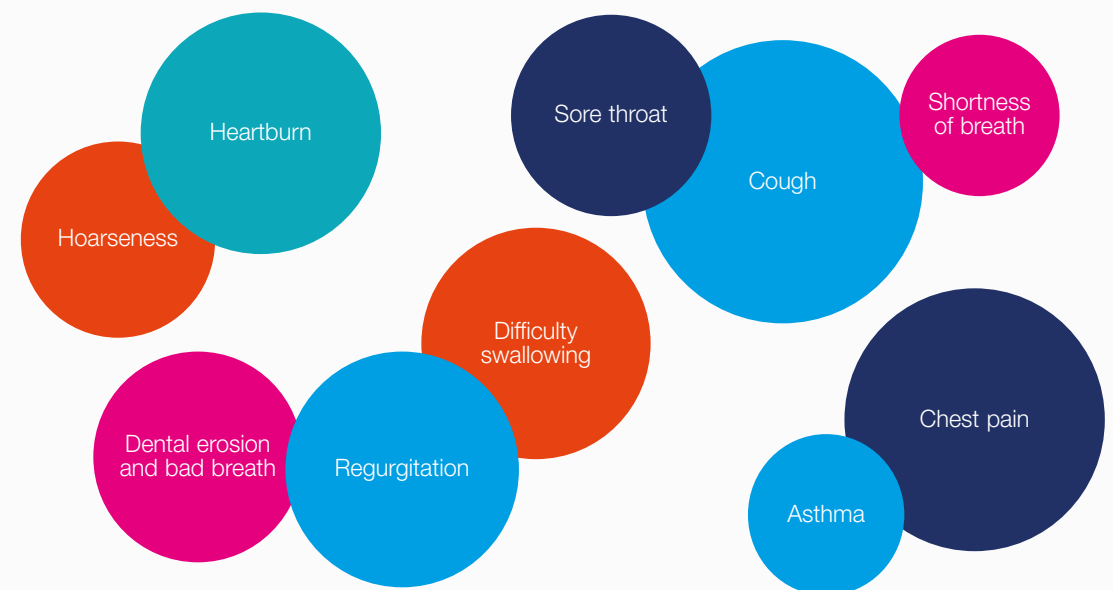 Heartburn
Hoarseness
Sore throat
Cough
Shortness
of breath
Difficulty
swallowing
Dental erosion
and bad breath
Regurgitation
Chest pain
Asthma